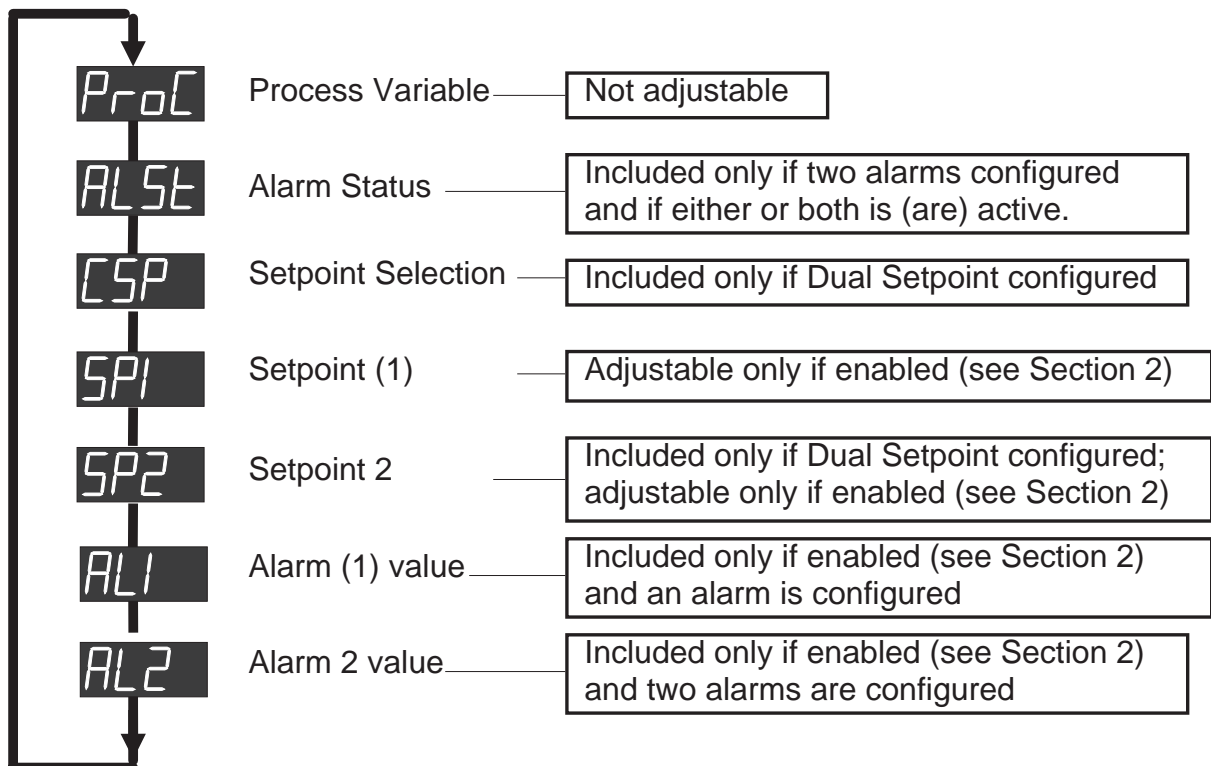 ProC
Process Variable
Not adjustable
ALSt
Alarm Status
Included only if two alarms configured
and if either or both is (are) active.
CSP
Setpoint Selection
Included only if Dual Setpoint configured
SP1
Setpoint (1)
Adjustable only if enabled (see Section 2)
SP2
Setpoint 2
Included only if Dual Setpoint configured;
adjustable only if enabled (see Section 2)
AL1
Alarm (1) value
Included only if enabled (see Section 2)
and an alarm is configured
AL2
Alarm 2 value
Included only if enabled (see Section 2)
and two alarms are configured